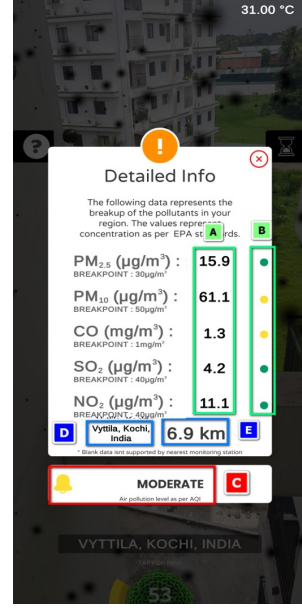 31.00 °C
?
!
Detailed Info
The following data represents the
breakup of the pollutants in your
region. The values represent
concentration as per EPA standards.
A
B
PM2.5 (µg/m³) : 15.9
BREAKPOINT : 30µg/m³
PM10 (µg/m³) : 61.1
BREAKPOINT : 50µg/m³
CO (mg/m³) : 1.3
BREAKPOINT : 1mg/m³
SO2 (µg/m³) : 4.2
BREAKPOINT : 40µg/m³
NO2 (µg/m³) : 11.1
BREAKPOINT : 40µg/m³
D
Vyttila, Kochi,
India
6.9 km
E
* Blank data isnt supported by nearest monitoring station
MODERATE
C
Air pollution level as per AQI
VYTTILA, KOCHI, INDIA
53